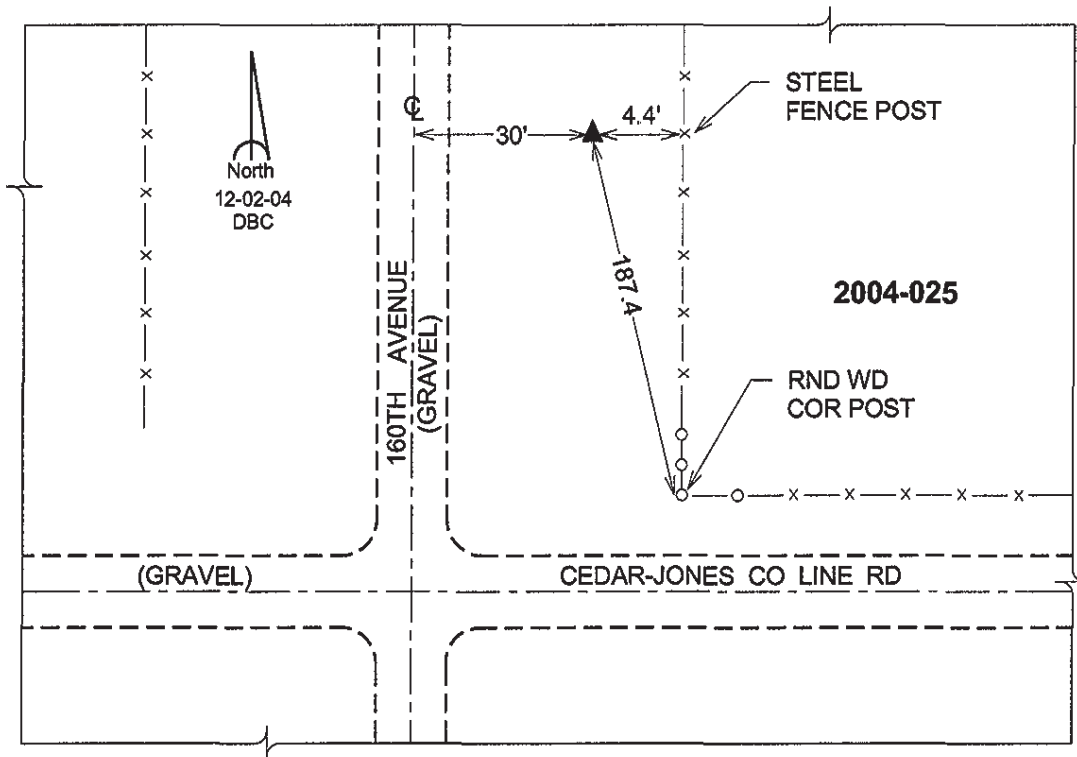 STEEL
FENCE POST
℄
30'
4.4'
North
12-02-04
DBC
187.4
2004-025
160TH AVENUE
(GRAVEL)
RND WD
COR POST
(GRAVEL)
CEDAR-JONES CO LINE RD